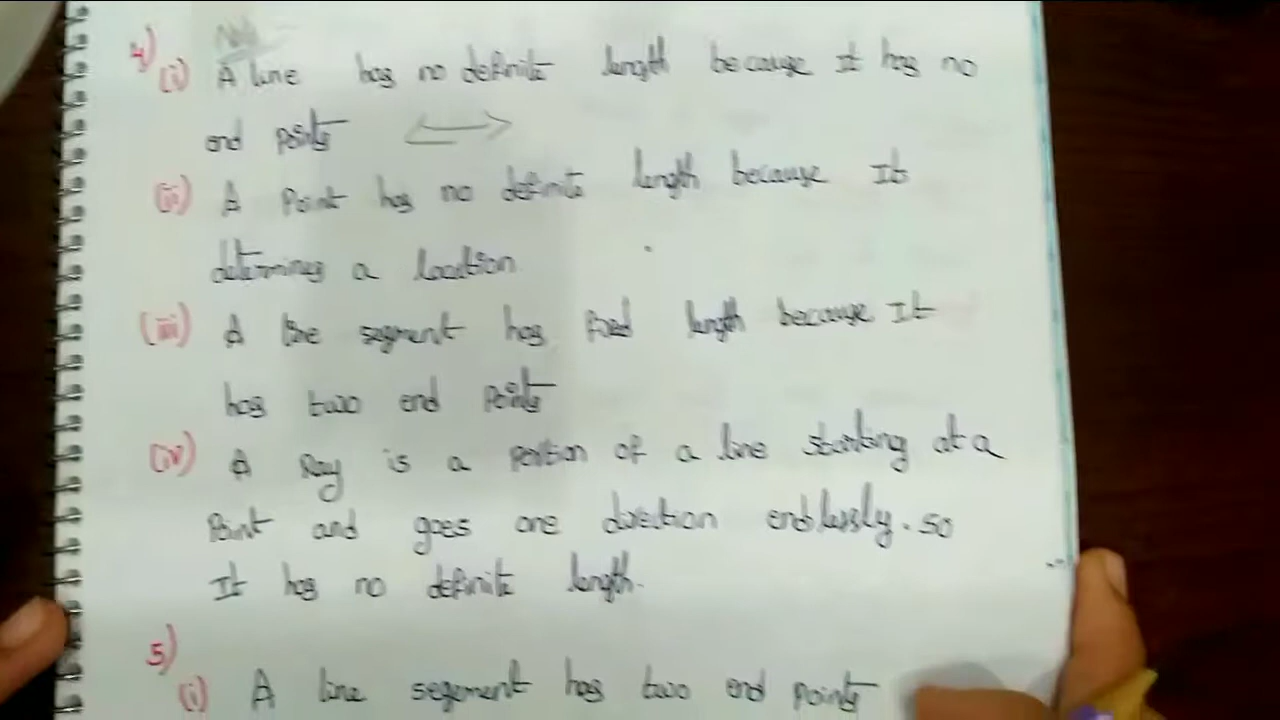 4) (i) A line has no definite length because It has no
end points
(ii) A Point has no definite length because It
determines a location
(iii) A line segment has fixed length because It
has two end points
(iv) A Ray is a portion of a line starting at a
Point and goes one direction endblessly. so
It has no definite length.
5)
(i) A line segement has two end points